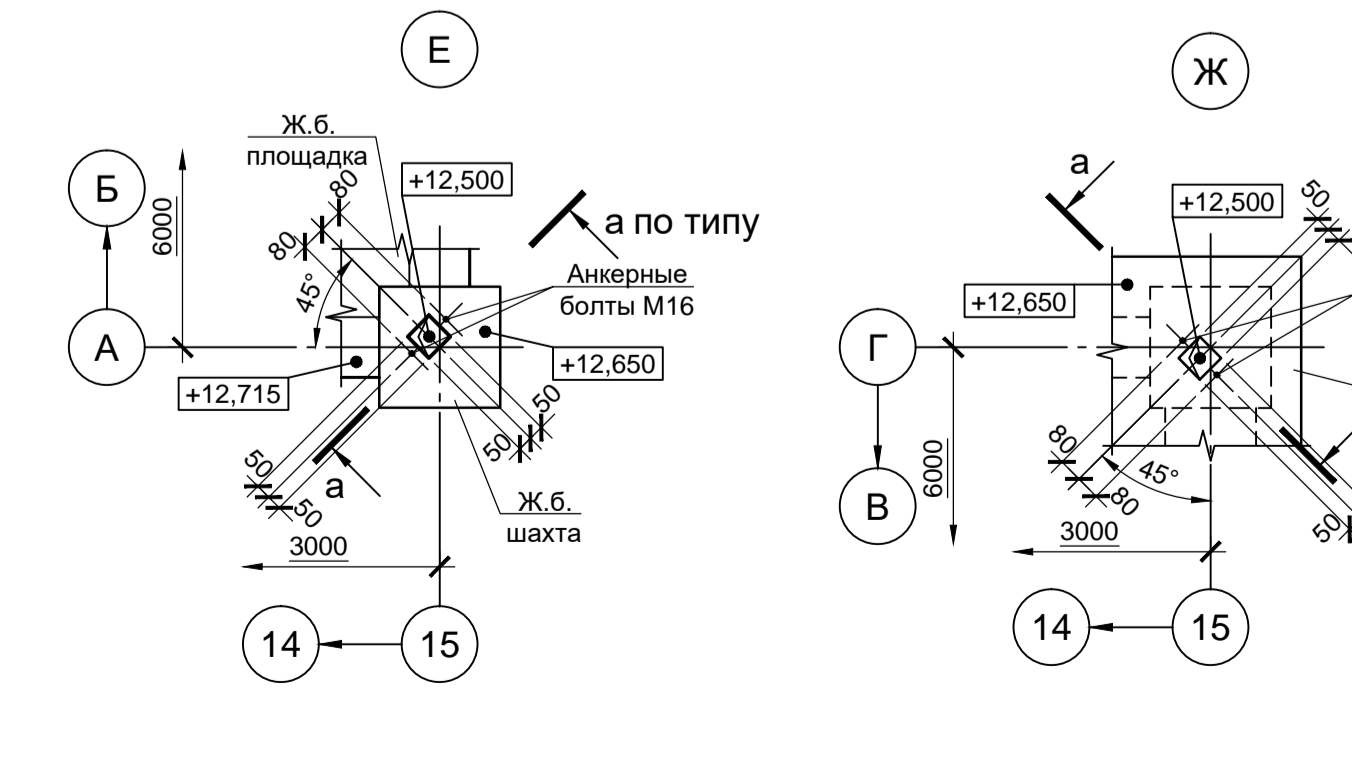 Е
Ж.б.
площадка
+12,500
80
80
Б
6000
45°
а по типу
Анкерные
болты М16
А
+12,650
+12,715
50
50
50
50
а
Ж.б.
шахта
3000
14
15
Ж
а
+12,500
50
+12,650
Г
6000
80
80
45°
В
50
3000
14
15